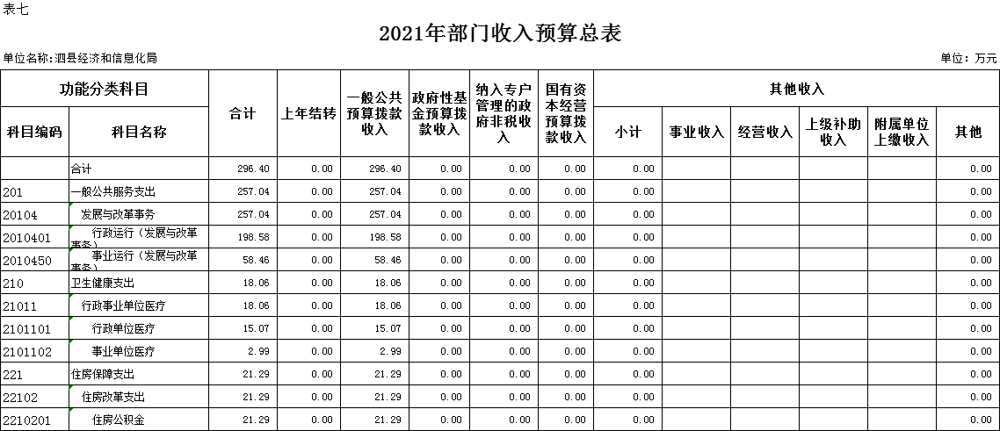 表七
2021年部门收入预算总表
单位名称:泗县经济和信息化局 单位: 万元
功能分类科目 合计 上年结转 一般公共预算拨款收入 政府性基金预算拨款收入 纳入专户管理的政府非税收入 国有资本经营预算拨款收入 其他收入
科目编码 科目名称 小计 事业收入 经营收入 上级补助收入 附属单位上缴收入 其他
合计 296.40 0.00 296.40 0.00 0.00 0.00 0.00 0.00
201 一般公共服务支出 257.04 0.00 257.04 0.00 0.00 0.00 0.00 0.00
20104 发展与改革事务 257.04 0.00 257.04 0.00 0.00 0.00 0.00 0.00
2010401 行政运行（发展与改革事务） 198.58 0.00 198.58 0.00 0.00 0.00 0.00 0.00
2010450 事业运行（发展与改革事务） 58.46 0.00 58.46 0.00 0.00 0.00 0.00 0.00
210 卫生健康支出 18.06 0.00 18.06 0.00 0.00 0.00 0.00 0.00
21011 行政事业单位医疗 18.06 0.00 18.06 0.00 0.00 0.00 0.00 0.00
2101101 行政单位医疗 15.07 0.00 15.07 0.00 0.00 0.00 0.00 0.00
2101102 事业单位医疗 2.99 0.00 2.99 0.00 0.00 0.00 0.00 0.00
221 住房保障支出 21.29 0.00 21.29 0.00 0.00 0.00 0.00 0.00
22102 住房改革支出 21.29 0.00 21.29 0.00 0.00 0.00 0.00 0.00
2210201 住房公积金 21.29 0.00 21.29 0.00 0.00 0.00 0.00 0.00